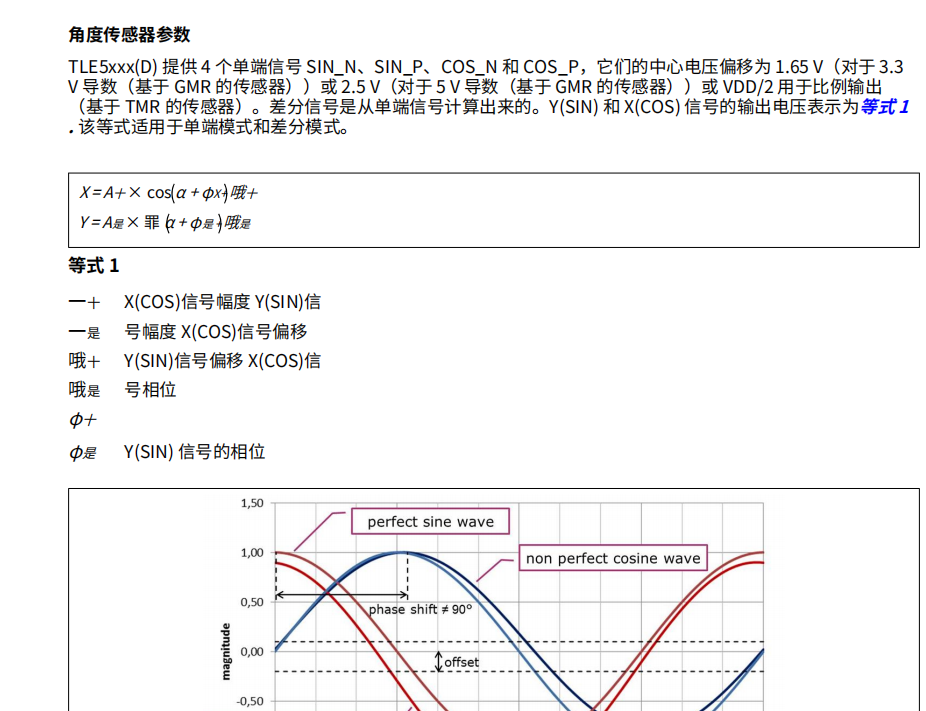 角度传感器参数
TLE5xxx(D) 提供 4 个单端信号 SIN_N、SIN_P、COS_N 和 COS_P，它们的中心电压偏移为 1.65 V（对于 3.3
V 导数（基于 GMR 的传感器））或 2.5 V（对于 5 V 导数（基于 GMR 的传感器））或 VDD/2 用于比例输出
（基于 TMR 的传感器）。差分信号是从单端信号计算出来的。Y(SIN) 和 X(COS) 信号的输出电压表示为等式 1
. 该等式适用于单端模式和差分模式。
X = A十 × cos(α + φX)+哦十
Y = A是 × 罪 (α + φ是)+哦是
等式 1
一十 X(COS)信号幅度 Y(SIN)信
一是 号幅度 X(COS)信号偏移
哦十 Y(SIN)信号偏移 X(COS)信
哦是 号相位
φ十
φ是 Y(SIN) 信号的相位
1,50
perfect sine wave
1,00
non perfect cosine wave
0,50
phase shift ≠ 90°
magnitude
0,00
offset
-0,50